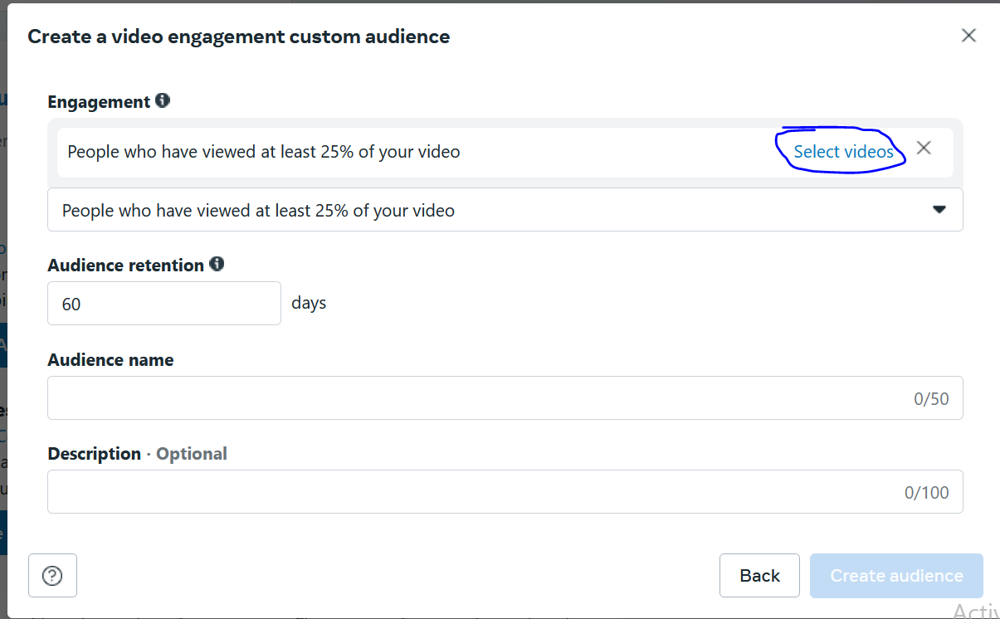 Create a video engagement custom audience
Engagement
People who have viewed at least 25% of your video
Select videos
People who have viewed at least 25% of your video
Audience retention
60
days
Audience name
0/50
Description · Optional
0/100
Back
Create audience